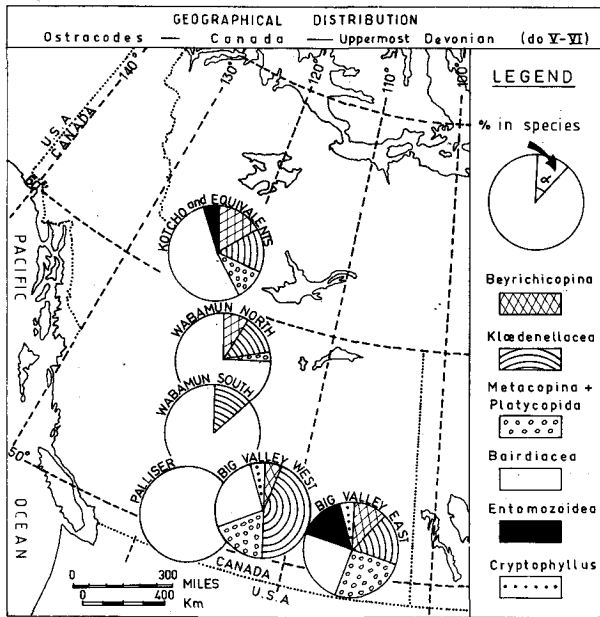 GEOGRAPHICAL DISTRIBUTION
Ostracodes — Canada — Uppermost Devonian (do V-VI)
140°
130°
120°
110°
100°
U.S.A
CANADA
PACIFIC
OCEAN
50°
KOTCHO and EQUIVALENTS
WABAMUN NORTH
WABAMUN SOUTH
PALLISER
BIG VALLEY WEST
BIG VALLEY EAST
CANADA
U.S.A
0 300
MILES
0 400
Km
LEGEND
% in species
α
Beyrichicopina
Klœdenellacea
Metacopina +
Platycopida
Bairdiacea
Entomozoidea
Cryptophyllus